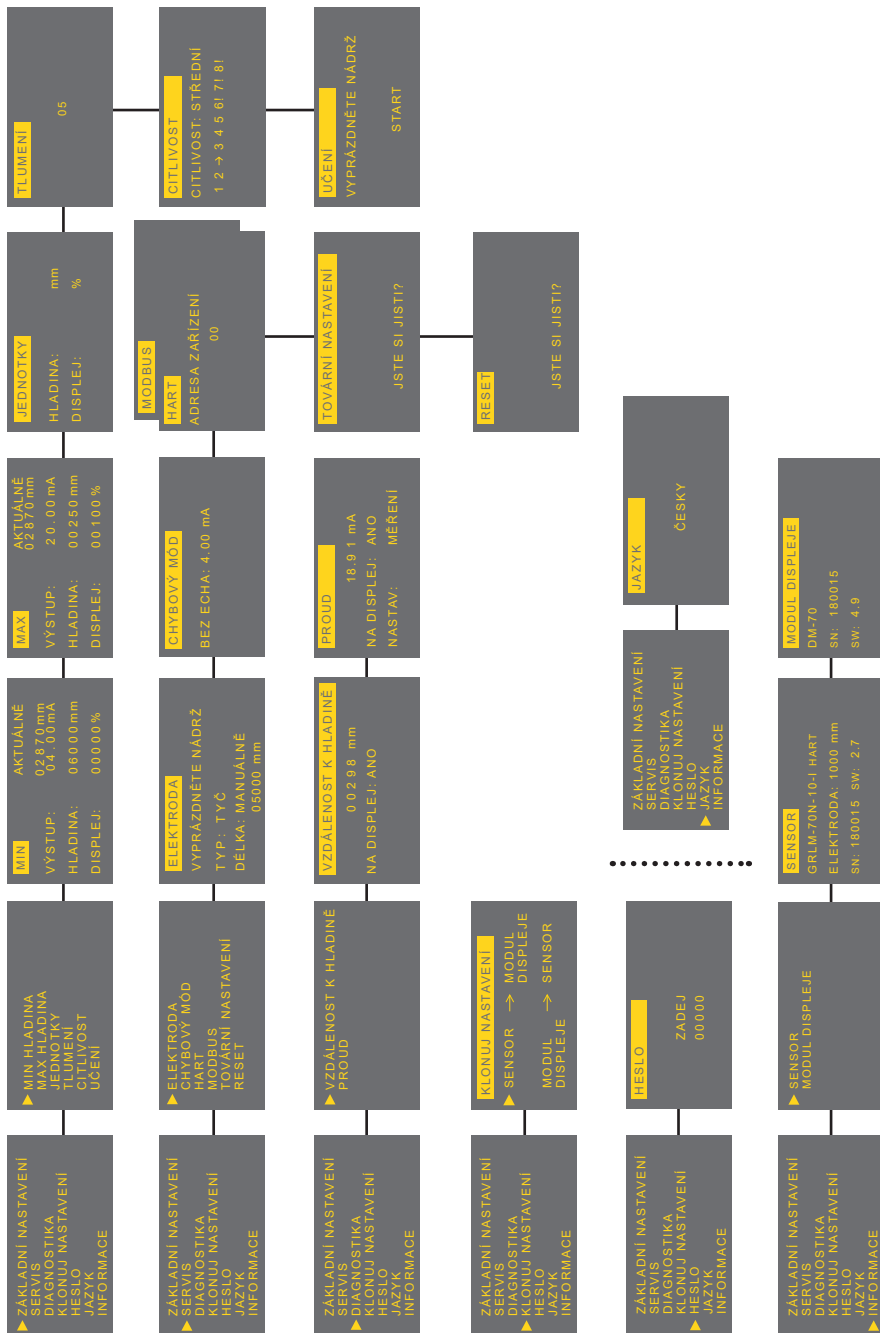 ZÁKLADNÍ NASTAVENÍ
SERVIS
DIAGNOSTIKA
KLONUJ NASTAVENÍ
HESLO
JAZYK
INFORMACE
MIN HLADINA
MAX HLADINA
JEDNOTKY
TLUMENÍ
CITLIVOST
UČENÍ
MIN AKTUÁLNĚ
02870mm
VÝSTUP: 04.00mA
HLADINA: 06000mm
DISPLEJ: 00000%
MAX AKTUÁLNĚ
02870mm
VÝSTUP: 20.00mA
HLADINA: 00250mm
DISPLEJ: 00100%
JEDNOTKY
HLADINA: mm
DISPLEJ: %
TLUMENÍ
05
CITLIVOST
CITLIVOST: STŘEDNÍ
1 2 → 3 4 5 6! 7! 8!
UČENÍ
VYPRÁZDNĚTE NÁDRŽ
START
ZÁKLADNÍ NASTAVENÍ
SERVIS
DIAGNOSTIKA
KLONUJ NASTAVENÍ
HESLO
JAZYK
INFORMACE
ELEKTRODA
CHYBOVÝ MÓD
HART
MODBUS
TOVÁRNÍ NASTAVENÍ
RESET
ELEKTRODA
VYPRÁZDNĚTE NÁDRŽ
TYP: TYČ
DÉLKA: MANUÁLNĚ
05000 mm
CHYBOVÝ MÓD
BEZ ECHA: 4.00 mA
MODBUS
HART
ADRESA ZAŘÍZENÍ
00
TOVÁRNÍ NASTAVENÍ
JSTE SI JISTI?
RESET
JSTE SI JISTI?
ZÁKLADNÍ NASTAVENÍ
SERVIS
DIAGNOSTIKA
KLONUJ NASTAVENÍ
HESLO
JAZYK
INFORMACE
VZDÁLENOST K HLADINĚ
PROUD
VZDÁLENOST K HLADINĚ
00298 mm
NA DISPLEJ: ANO
PROUD
18.91 mA
NA DISPLEJ: ANO
NASTAV: MĚŘENÍ
ZÁKLADNÍ NASTAVENÍ
SERVIS
DIAGNOSTIKA
KLONUJ NASTAVENÍ
HESLO
JAZYK
INFORMACE
KLONUJ NASTAVENÍ
SENSOR → MODUL
DISPLEJE
MODUL → SENSOR
DISPLEJE
ZÁKLADNÍ NASTAVENÍ
SERVIS
DIAGNOSTIKA
KLONUJ NASTAVENÍ
HESLO
JAZYK
INFORMACE
HESLO
ZADEJ
00000
ZÁKLADNÍ NASTAVENÍ
SERVIS
DIAGNOSTIKA
KLONUJ NASTAVENÍ
HESLO
JAZYK
INFORMACE
JAZYK
ČESKY
ZÁKLADNÍ NASTAVENÍ
SERVIS
DIAGNOSTIKA
KLONUJ NASTAVENÍ
HESLO
JAZYK
INFORMACE
SENSOR
MODUL DISPLEJE
SENSOR
GRLM-70N-10-I HART
ELEKTRODA: 1000 mm
SN: 180015 SW: 2.7
MODUL DISPLEJE
DM-70
SN: 180015
SW: 4.9